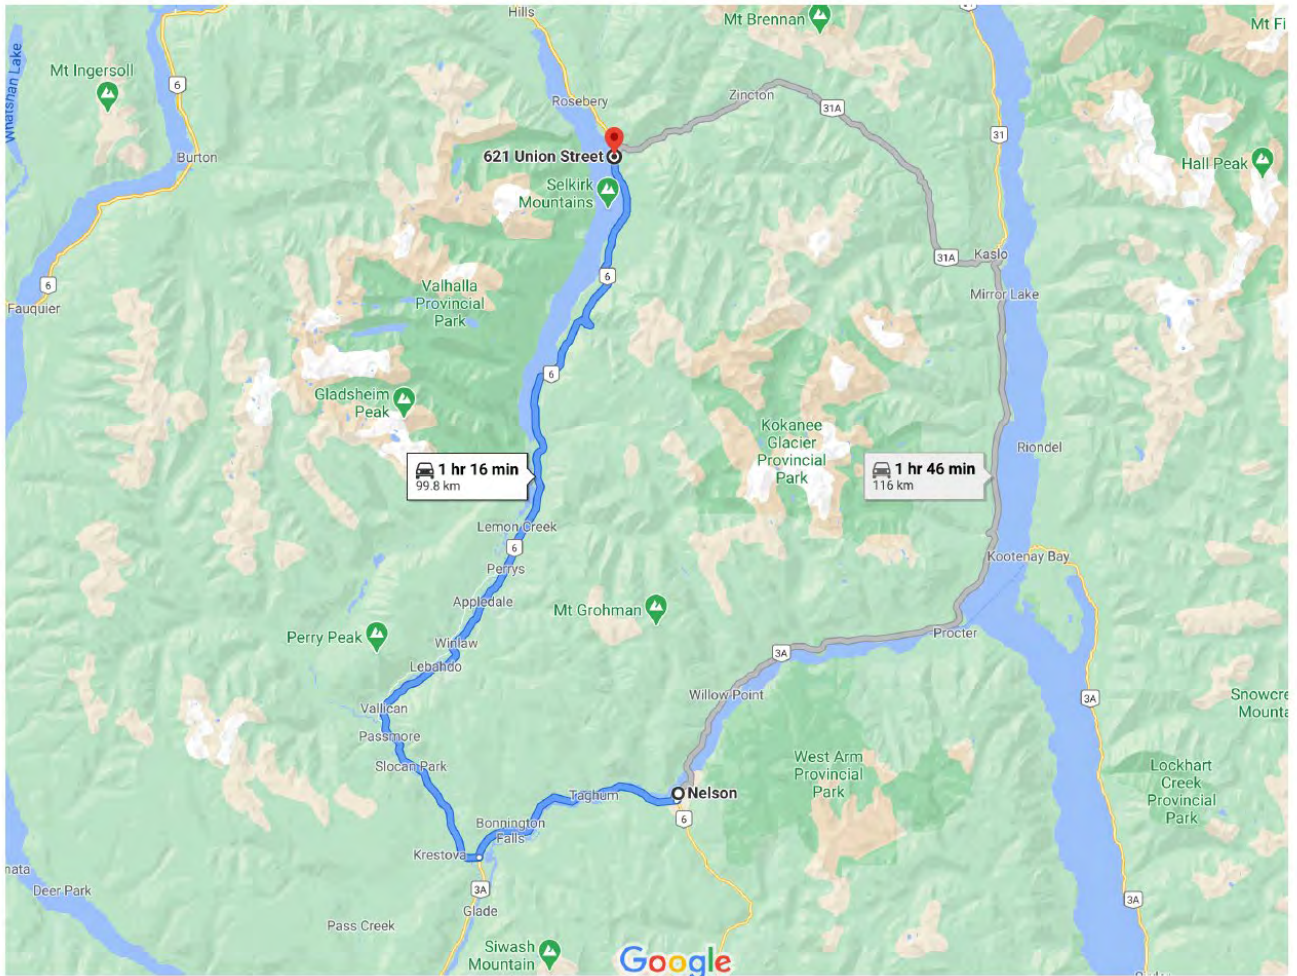 Hills
Mt Brennan
Mt Fi
Whatshan Lake
Mt Ingersoll
6
Rosebery
Zincton
31A
31
Burton
621 Union Street
Hall Peak
Selkirk
Mountains
31A
Kaslo
6
6
Fauquier
Valhalla
Provincial
Park
Mirror Lake
6
Gladsheim
Peak
Kokanee
Glacier
Provincial
Park
Riondel
1 hr 16 min
99.8 km
1 hr 46 min
116 km
Lemon Creek
6
Perrys
Kootenay Bay
Appledale
Mt Grohman
Perry Peak
Winlaw
Procter
Lebahdo
3A
Willow Point
3A
Snowcre
Mounta
Vallican
Passmore
Slocan Park
West Arm
Provincial
Park
Lockhart
Creek
Provincial
Park
Taghum
Nelson
6
Bonnington
Falls
Krestova
nata
Deer Park
3A
3A
Glade
Pass Creek
Siwash
Mountain
Google